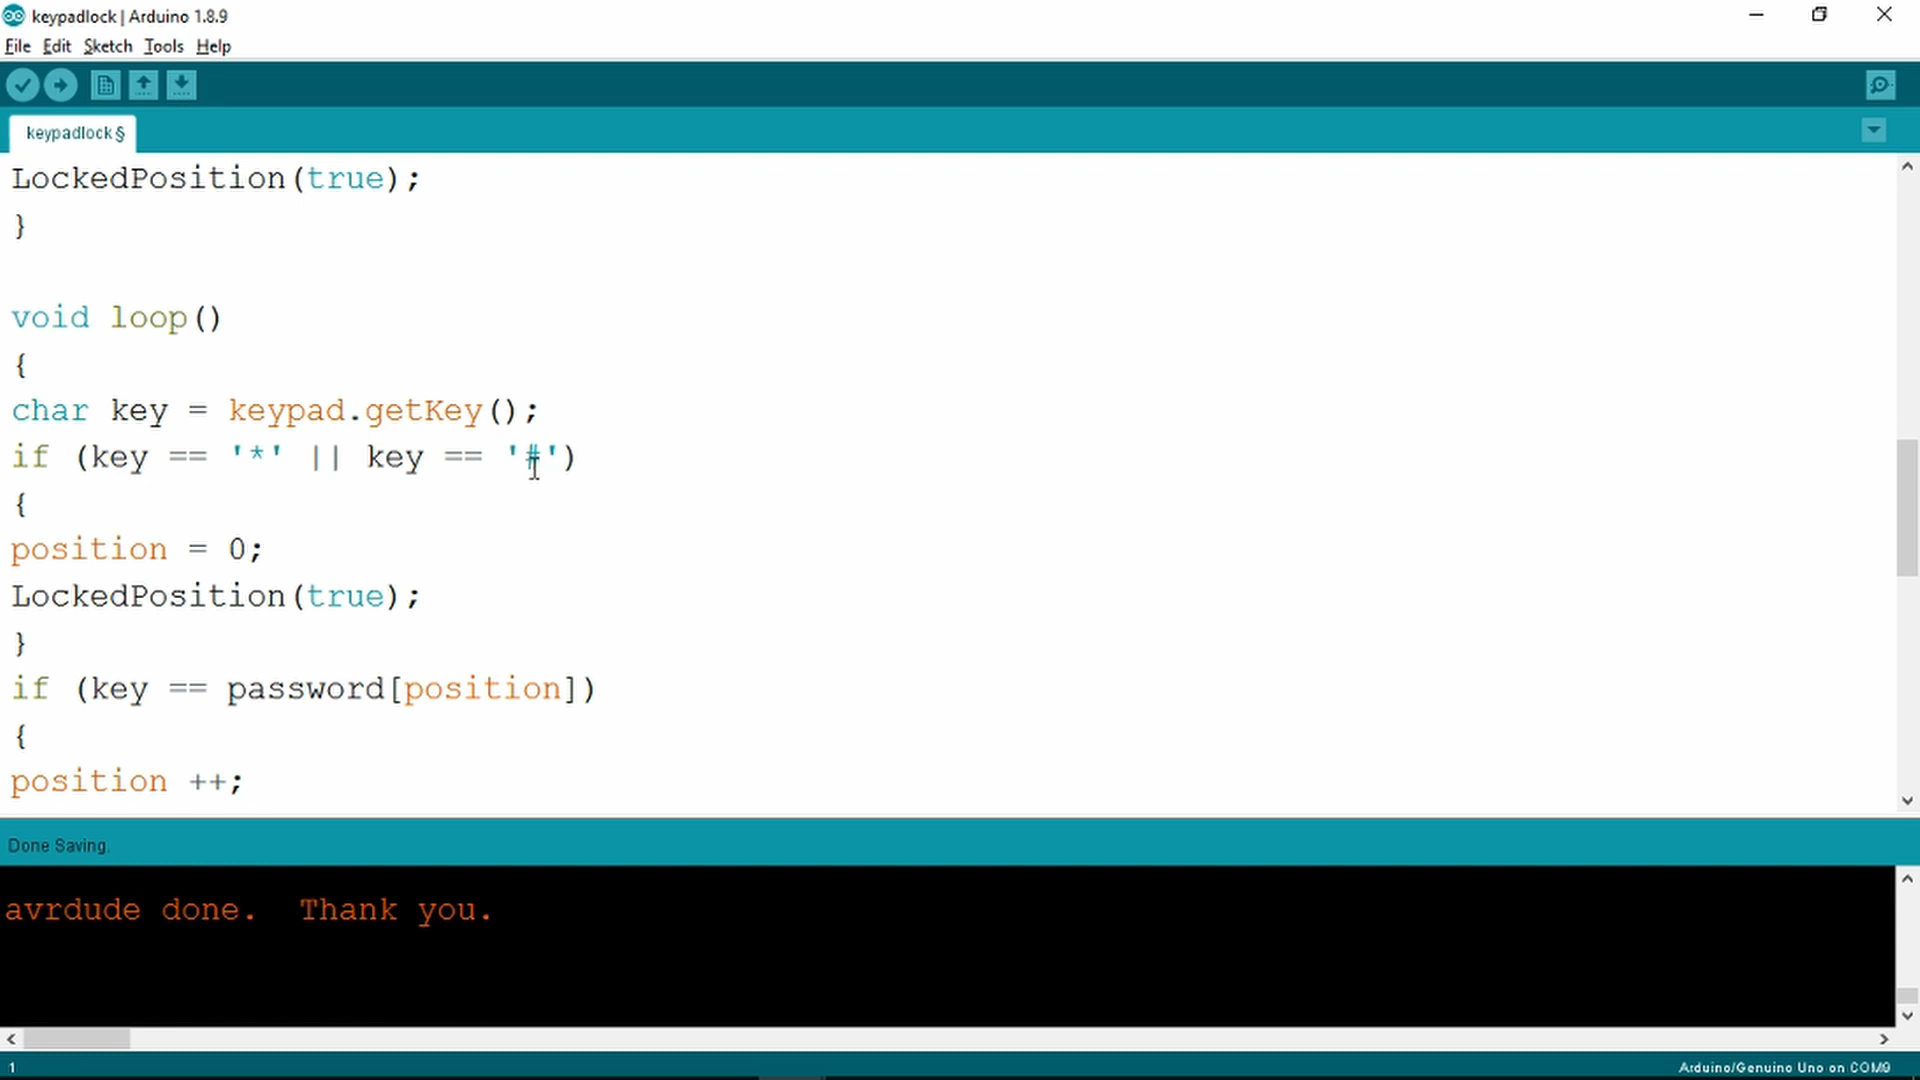 keypadlock | Arduino 1.8.9
File Edit Sketch Tools Help
keypadlock §
LockedPosition(true);
}
void loop()
{
char key = keypad.getKey();
if (key == '*' || key == '#')
{
position = 0;
LockedPosition(true);
}
if (key == password[position])
{
position ++;
Done Saving.
avrdude done.  Thank you.
1
Arduino/Genuino Uno on COM9